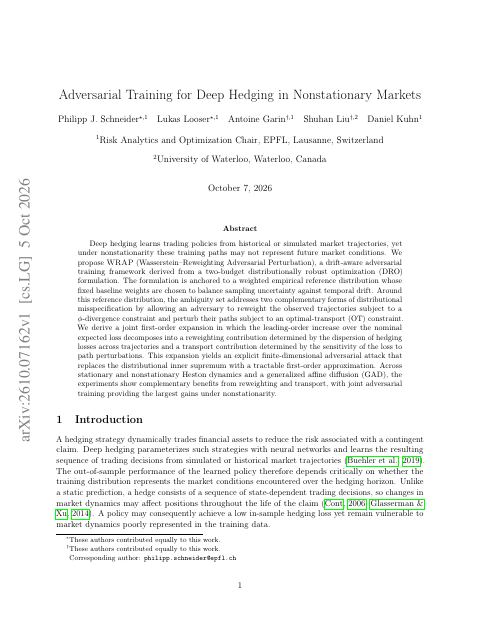 Adversarial Training for Deep Hedging in Nonstationary Markets
Philipp J. Schneider⋆,1 Lukas Looser⋆,1 Antoine Garin†,1 Shuhan Liu†,2 Daniel Kuhn1
1Risk Analytics and Optimization Chair, EPFL, Lausanne, Switzerland
2University of Waterloo, Waterloo, Canada
October 7, 2026
arXiv:2610.07162v1 [cs.LG] 5 Oct 2026
Abstract
Deep hedging learns trading policies from historical or simulated market trajectories, yet
under nonstationarity these training paths may not represent future market conditions. We
propose WRAP (Wasserstein–Reweighting Adversarial Perturbation), a drift-aware adversarial
training framework derived from a two-budget distributionally robust optimization (DRO)
formulation. The formulation is anchored to a weighted empirical reference distribution whose
fixed baseline weights are chosen to balance sampling uncertainty against temporal drift. Around
this reference distribution, the ambiguity set addresses two complementary forms of distributional
misspecification by allowing an adversary to reweight the observed trajectories subject to a
ϕ-divergence constraint and perturb their paths subject to an optimal-transport (OT) constraint.
We derive a joint first-order expansion in which the leading-order increase over the nominal
expected loss decomposes into a reweighting contribution determined by the dispersion of hedging
losses across trajectories and a transport contribution determined by the sensitivity of the loss to
path perturbations. This expansion yields an explicit finite-dimensional adversarial attack that
replaces the distributional inner supremum with a tractable first-order approximation. Across
stationary and nonstationary Heston dynamics and a generalized affine diffusion (GAD), the
experiments show complementary benefits from reweighting and transport, with joint adversarial
training providing the largest gains under nonstationarity.
1 Introduction
A hedging strategy dynamically trades financial assets to reduce the risk associated with a contingent
claim. Deep hedging parameterizes such strategies with neural networks and learns the resulting
sequence of trading decisions from simulated or historical market trajectories (Buehler et al., 2019).
The out-of-sample performance of the learned policy therefore depends critically on whether the
training distribution represents the market conditions encountered over the hedging horizon. Unlike
a static prediction, a hedge consists of a sequence of state-dependent trading decisions, so changes in
market dynamics may affect positions throughout the life of the claim (Cont, 2006; Glasserman &
Xu, 2014). A policy may consequently achieve a low in-sample hedging loss yet remain vulnerable to
market dynamics poorly represented in the training data.
⋆These authors contributed equally to this work.
†These authors contributed equally to this work.
Corresponding author: philipp.schneider@epfl.ch
1